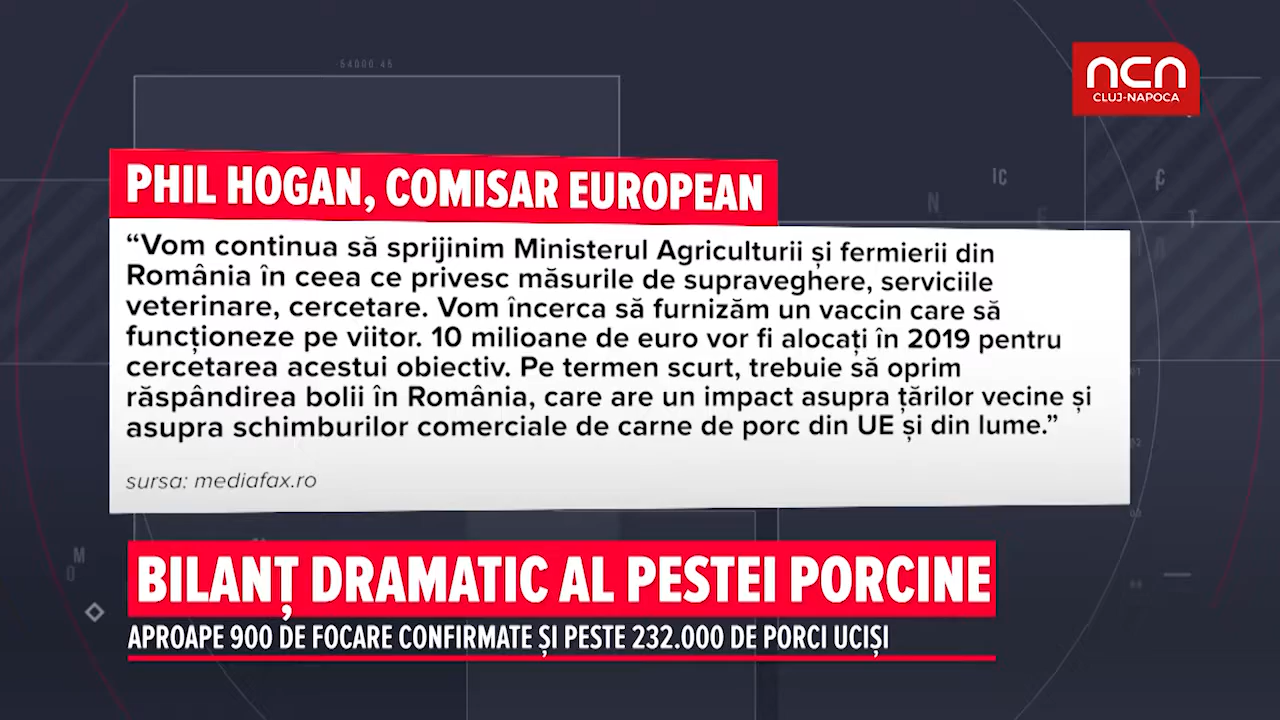 54000.45
ncn
CLUJ-NAPOCA
PHIL HOGAN, COMISAR EUROPEAN
“Vom continua să sprijinim Ministerul Agriculturii și fermierii din
România în ceea ce privesc măsurile de supraveghere, serviciile
veterinare, cercetare. Vom încerca să furnizăm un vaccin care să
funcționeze pe viitor. 10 milioane de euro vor fi alocați în 2019 pentru
cercetarea acestui obiectiv. Pe termen scurt, trebuie să oprim
răspândirea bolii în România, care are un impact asupra țărilor vecine și
asupra schimburilor comerciale de carne de porc din UE și din lume.”
sursa: mediafax.ro
BILANȚ DRAMATIC AL PESTEI PORCINE
APROAPE 900 DE FOCARE CONFIRMATE ȘI PESTE 232.000 DE PORCI UCIȘI